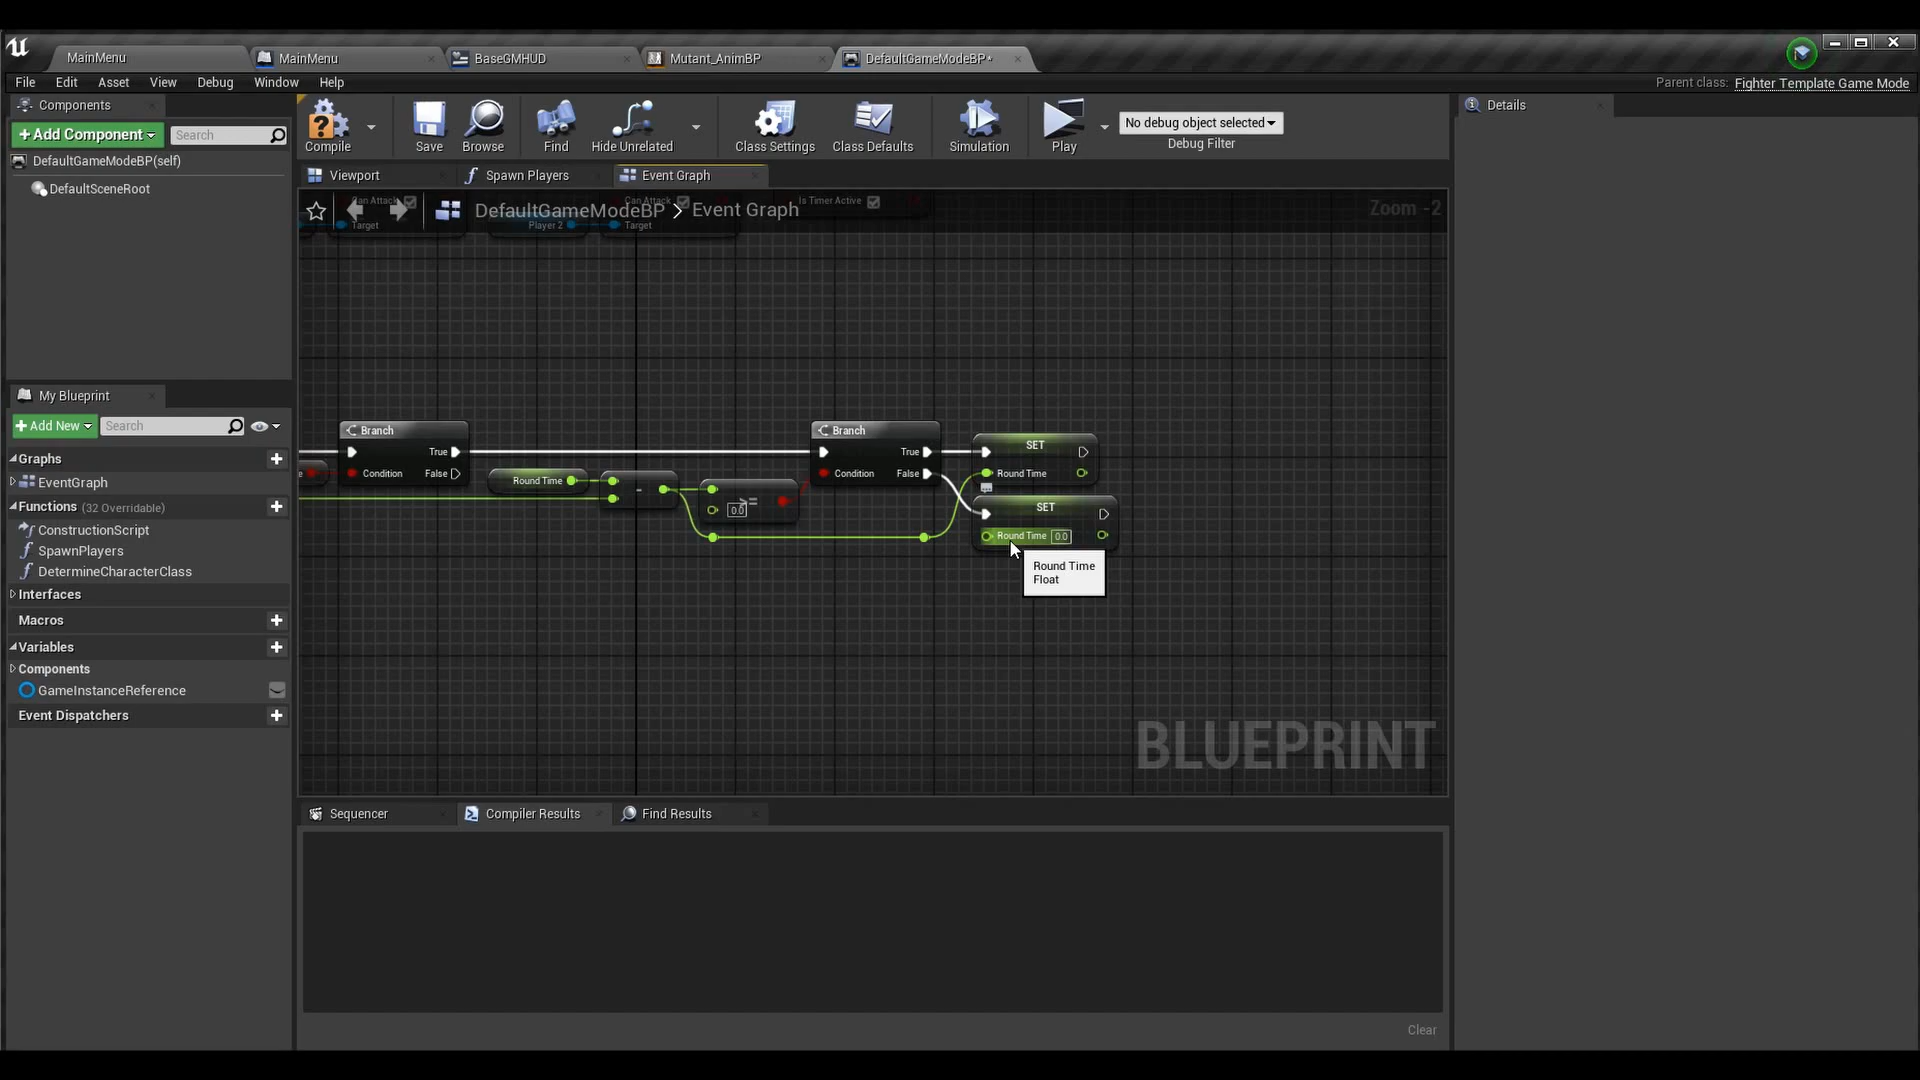 MainMenu
MainMenu
BaseGMHUD
Mutant_AnimBP
DefaultGameModeBP*
File Edit Asset View Debug Window Help
Parent class: Fighter Template Game Mode
Components
+Add Component
Search
DefaultGameModeBP(self)
DefaultSceneRoot
Compile
Save
Browse
Find
Hide Unrelated
Class Settings
Class Defaults
Simulation
Play
No debug object selected
Debug Filter
Details
Viewport
Spawn Players
Event Graph
Can Attack
Can Attack
Is Timer Active
DefaultGameModeBP > Event Graph
Zoom -2
Target
Player 2
Target
My Blueprint
+Add New
Search
Graphs
EventGraph
Functions (32 Overridable)
ConstructionScript
SpawnPlayers
DetermineCharacterClass
Interfaces
Macros
Variables
Components
GameInstanceReference
Event Dispatchers
Branch
True
e
Condition
False
Round Time
-
>=
0.0
Branch
True
Condition
False
SET
Round Time
SET
Round Time 0.0
Round Time
Float
BLUEPRINT
Sequencer
Compiler Results
Find Results
Clear